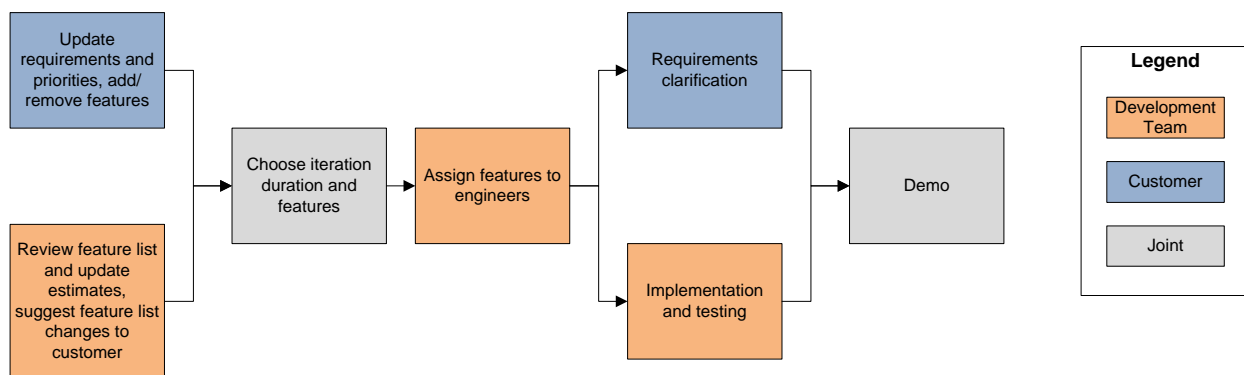 Update
requirements and
priorities, add/
remove features
Review feature list
and update
estimates,
suggest feature list
changes to
customer
Choose iteration
duration and
features
Assign features to
engineers
Requirements
clarification
Implementation
and testing
Demo
Legend
Development
Team
Customer
Joint